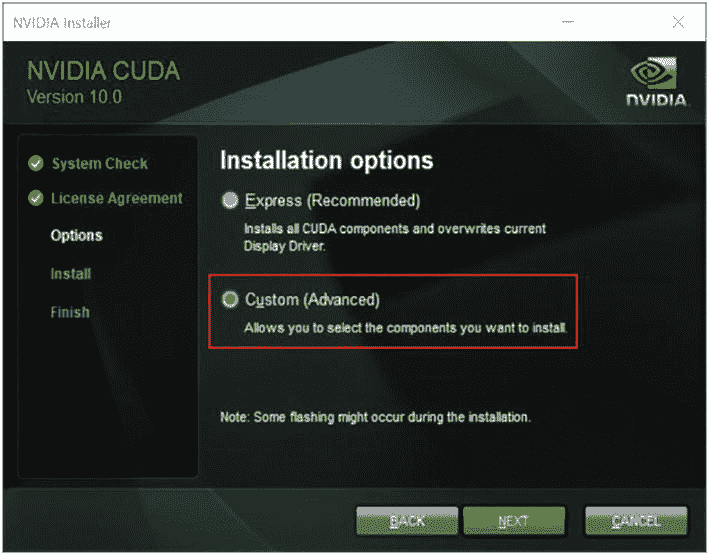 NVIDIA Installer
NVIDIA CUDA
Version 10.0
NVIDIA.
System Check
License Agreement
Options
Install
Finish
Installation options
Express (Recommended)
Installs all CUDA components and overwrites current
Display Driver.
Custom (Advanced)
Allows you to select the components you want to install.
Note: Some flashing might occur during the installation.
BACK
NEXT
CANCEL